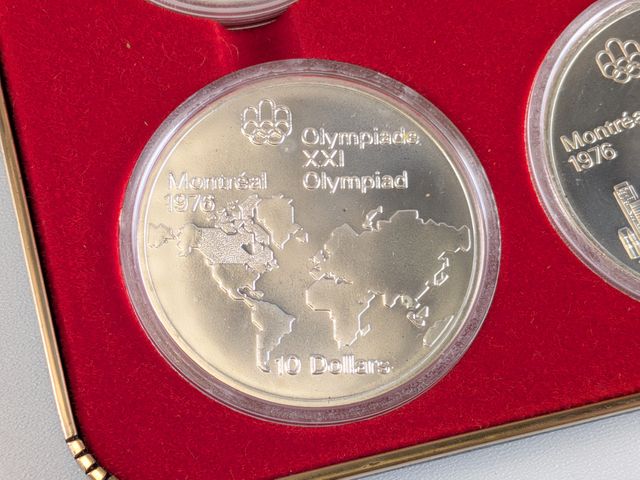 Olympiade
XXI
Olympiad
Montréal
1976
10 Dollars
Montréal
1976